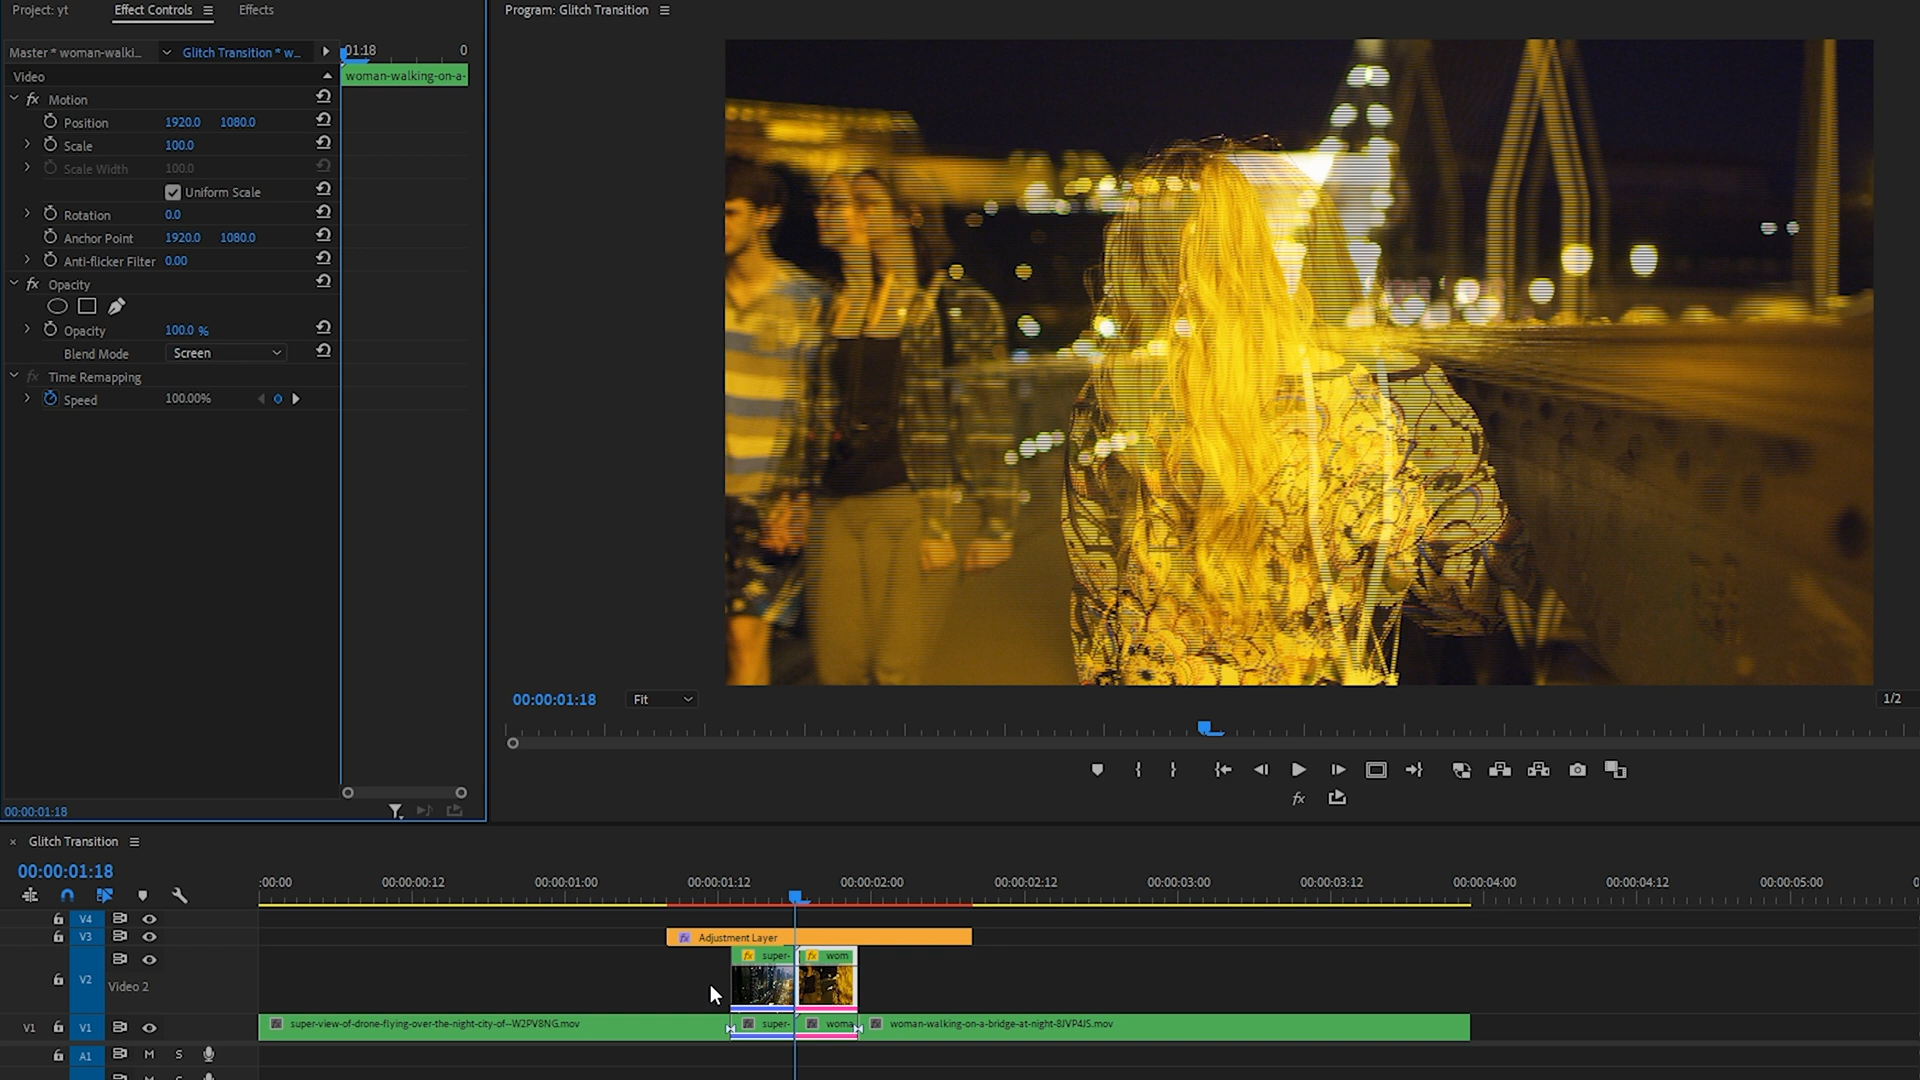 Project: yt
Effect Controls
Effects
Master * woman-walki...
Glitch Transition * w...
01:18
0
Video
woman-walking-on-a-
fx Motion
Position 1920.0 1080.0
Scale 100.0
Scale Width 100.0
Uniform Scale
Rotation 0.0
Anchor Point 1920.0 1080.0
Anti-flicker Filter 0.00
fx Opacity
Opacity 100.0 %
Blend Mode Screen
fx Time Remapping
Speed 100.00%
00:00:01:18
Program: Glitch Transition
00:00:01:18
Fit
1/2
fx
× Glitch Transition
00:00:01:18
:00:00
00:00:00:12
00:00:01:00
00:00:01:12
00:00:02:00
00:00:02:12
00:00:03:00
00:00:03:12
00:00:04:00
00:00:04:12
00:00:05:00
0
V4
V3
fx Adjustment Layer
fx super-
fx wom
V2
Video 2
V1 V1
super-view-of-drone-flying-over-the-night-city-of--W2PV8NG.mov
super-
woma
woman-walking-on-a-bridge-at-night-8JVP4JS.mov
A1 M S